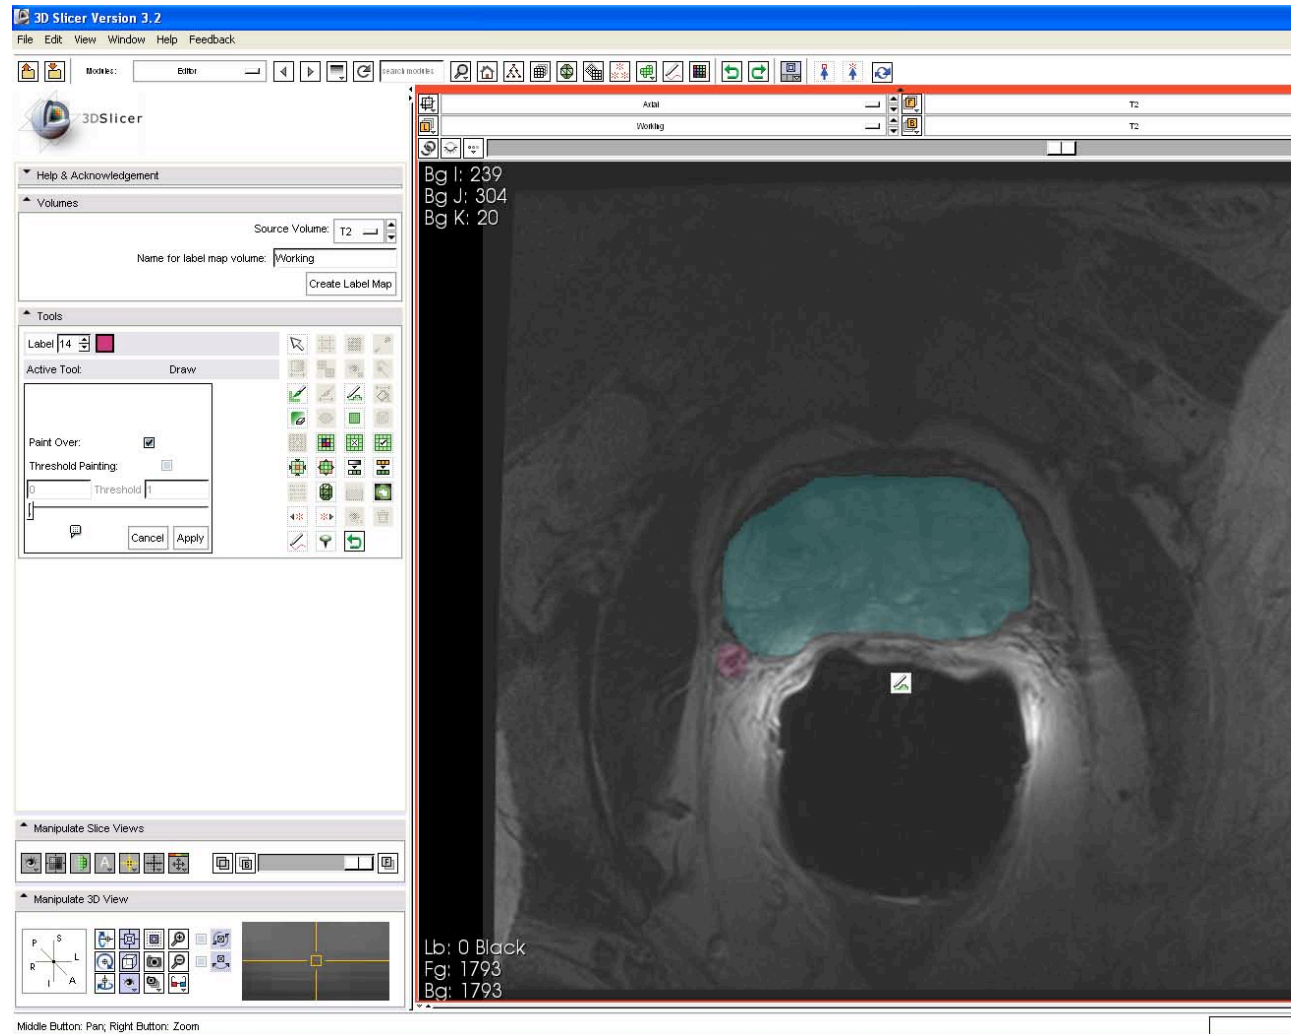 3D Slicer Version 3.2
File Edit View Window Help Feedback
Modules: Editor search modules
3DSlicer
Axial T2
Working T2
Help & Acknowledgement
Volumes
Source Volume: T2
Name for label map volume: Working
Create Label Map
Tools
Label 14
Active Tool: Draw
Paint Over:
Threshold Painting:
0 Threshold 1
Cancel Apply
Bg I: 239
Bg J: 304
Bg K: 20
Manipulate Slice Views
Manipulate 3D View
P S
R L
I A
Lb: 0 Black
Fg: 1793
Bg: 1793
Middle Button: Pan; Right Button: Zoom